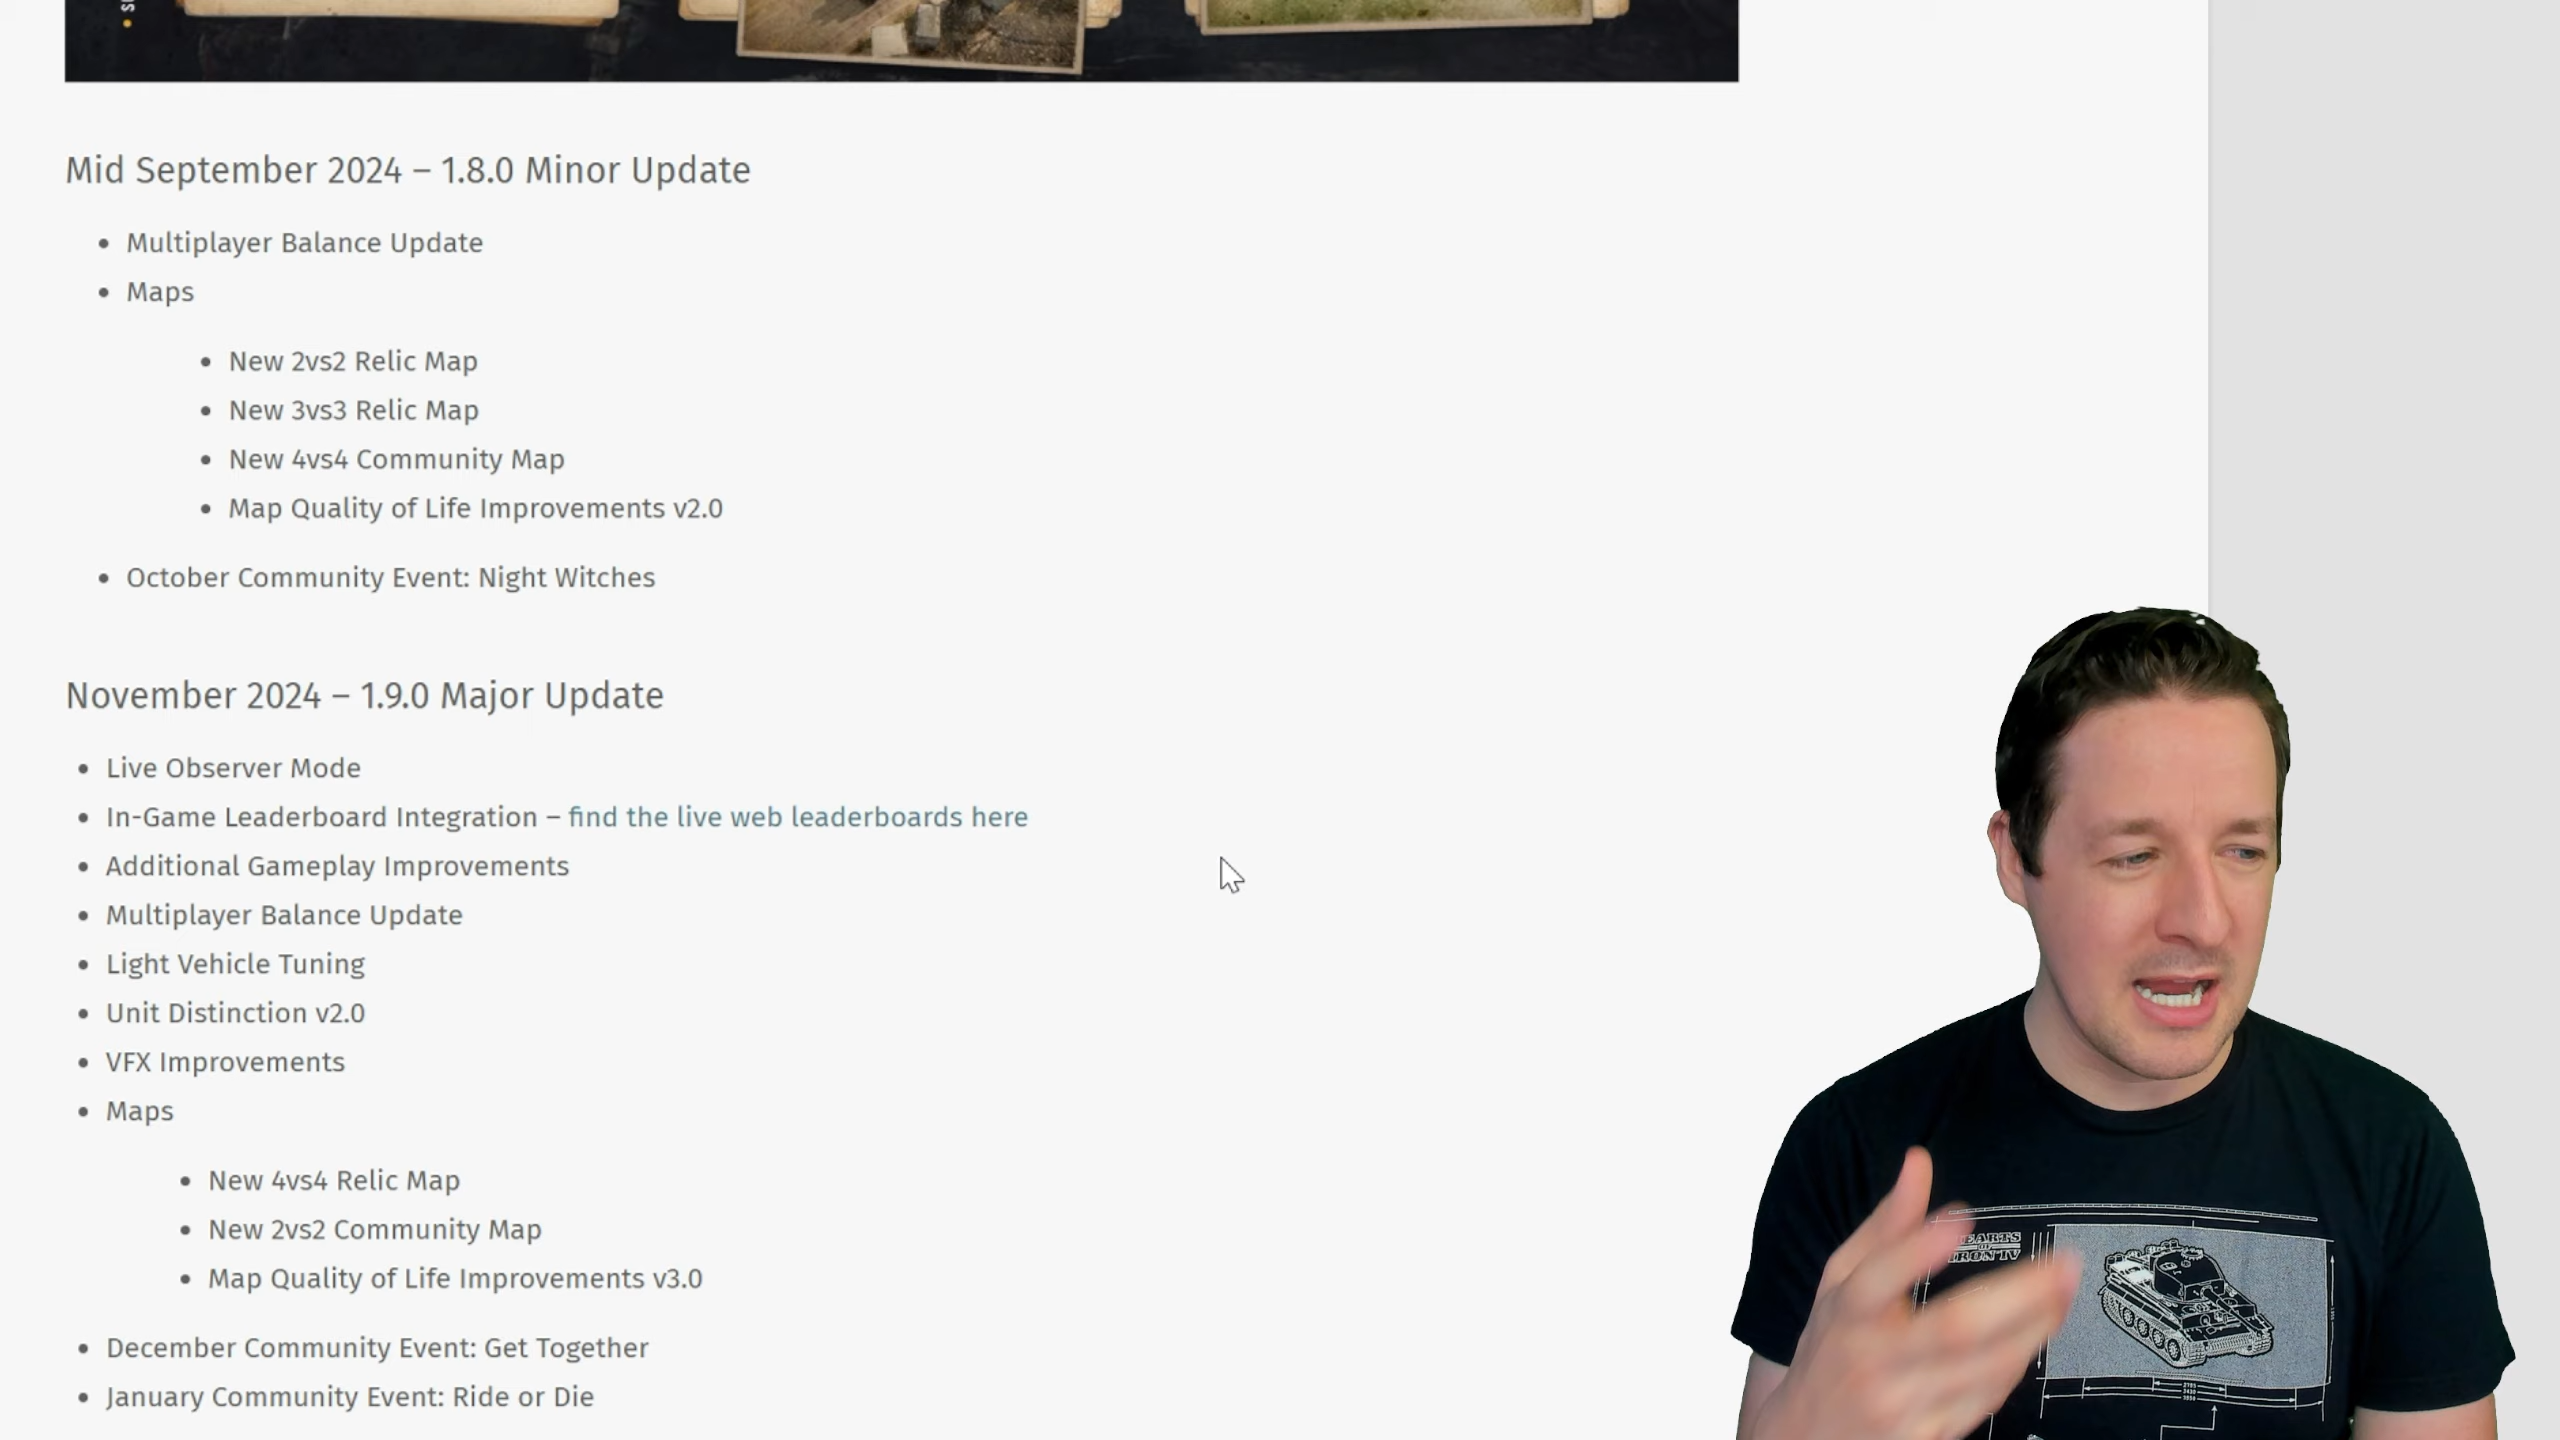 Mid September 2024 – 1.8.0 Minor Update
Multiplayer Balance Update
Maps
New 2vs2 Relic Map
New 3vs3 Relic Map
New 4vs4 Community Map
Map Quality of Life Improvements v2.0
October Community Event: Night Witches
November 2024 – 1.9.0 Major Update
Live Observer Mode
In-Game Leaderboard Integration – find the live web leaderboards here
Additional Gameplay Improvements
Multiplayer Balance Update
Light Vehicle Tuning
Unit Distinction v2.0
VFX Improvements
Maps
New 4vs4 Relic Map
New 2vs2 Community Map
Map Quality of Life Improvements v3.0
December Community Event: Get Together
January Community Event: Ride or Die
IRON IV